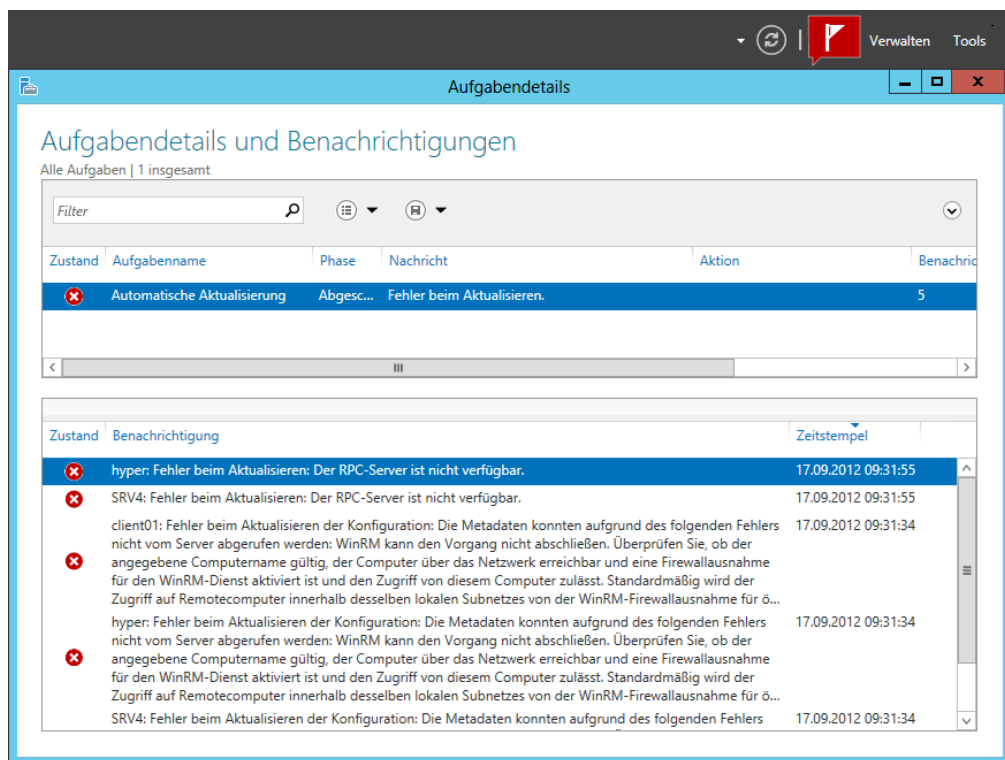 Verwalten Tools
Aufgabendetails
Aufgabendetails und Benachrichtigungen
Alle Aufgaben | 1 insgesamt
Filter
Zustand Aufgabenname Phase Nachricht Aktion Benachric
Automatische Aktualisierung Abgesc... Fehler beim Aktualisieren. 5
Zustand Benachrichtigung Zeitstempel
hyper: Fehler beim Aktualisieren: Der RPC-Server ist nicht verfügbar. 17.09.2012 09:31:55
SRV4: Fehler beim Aktualisieren: Der RPC-Server ist nicht verfügbar. 17.09.2012 09:31:55
client01: Fehler beim Aktualisieren der Konfiguration: Die Metadaten konnten aufgrund des folgenden Fehlers 17.09.2012 09:31:34
nicht vom Server abgerufen werden: WinRM kann den Vorgang nicht abschließen. Überprüfen Sie, ob der
angegebene Computername gültig, der Computer über das Netzwerk erreichbar und eine Firewallausnahme
für den WinRM-Dienst aktiviert ist und den Zugriff von diesem Computer zulässt. Standardmäßig wird der
Zugriff auf Remotecomputer innerhalb desselben lokalen Subnetzes von der WinRM-Firewallausnahme für ö...
hyper: Fehler beim Aktualisieren der Konfiguration: Die Metadaten konnten aufgrund des folgenden Fehlers 17.09.2012 09:31:34
nicht vom Server abgerufen werden: WinRM kann den Vorgang nicht abschließen. Überprüfen Sie, ob der
angegebene Computername gültig, der Computer über das Netzwerk erreichbar und eine Firewallausnahme
für den WinRM-Dienst aktiviert ist und den Zugriff von diesem Computer zulässt. Standardmäßig wird der
Zugriff auf Remotecomputer innerhalb desselben lokalen Subnetzes von der WinRM-Firewallausnahme für ö...
SRV4: Fehler beim Aktualisieren der Konfiguration: Die Metadaten konnten aufgrund des folgenden Fehlers 17.09.2012 09:31:34